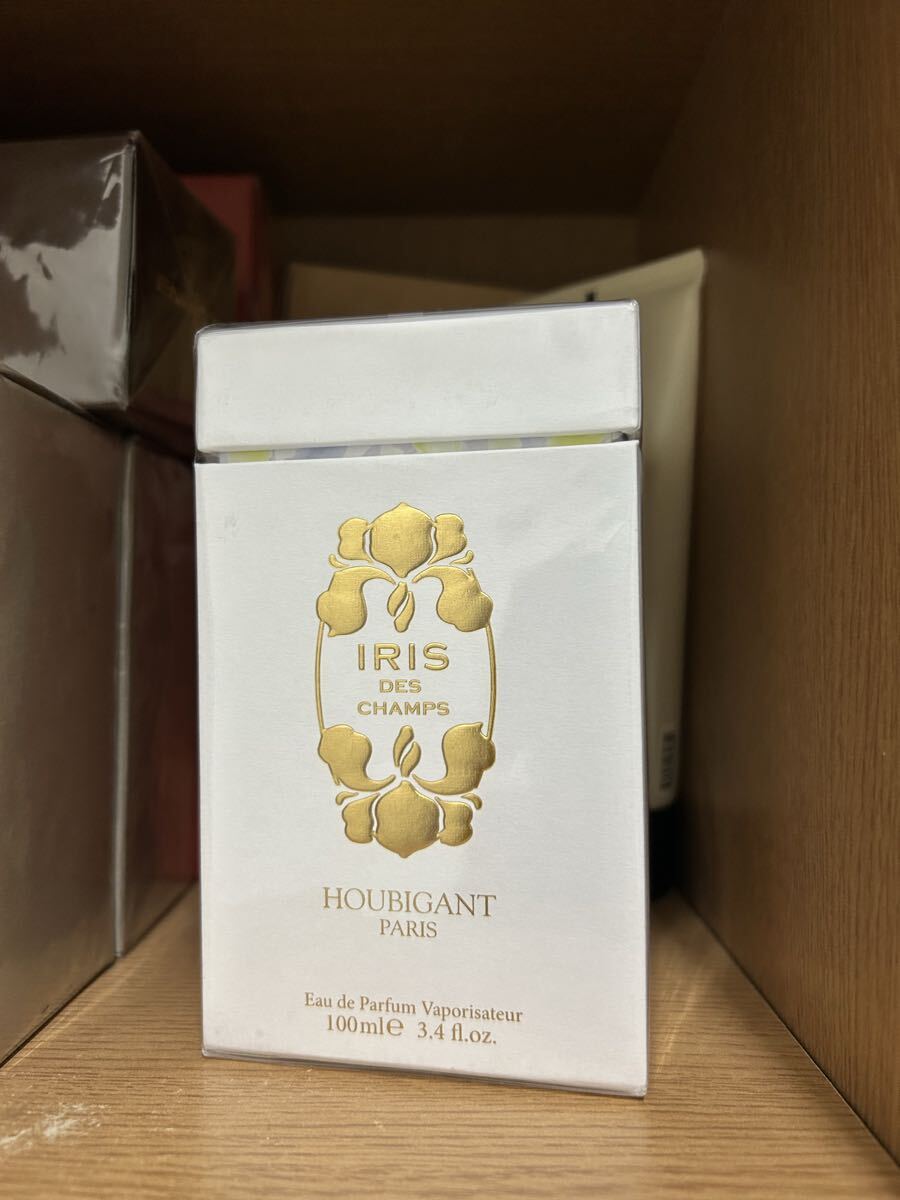 IRIS
DES
CHAMPS
HOUBIGANT
PARIS
Eau de Parfum Vaporisateur
100ml℮ 3.4 fl.oz.